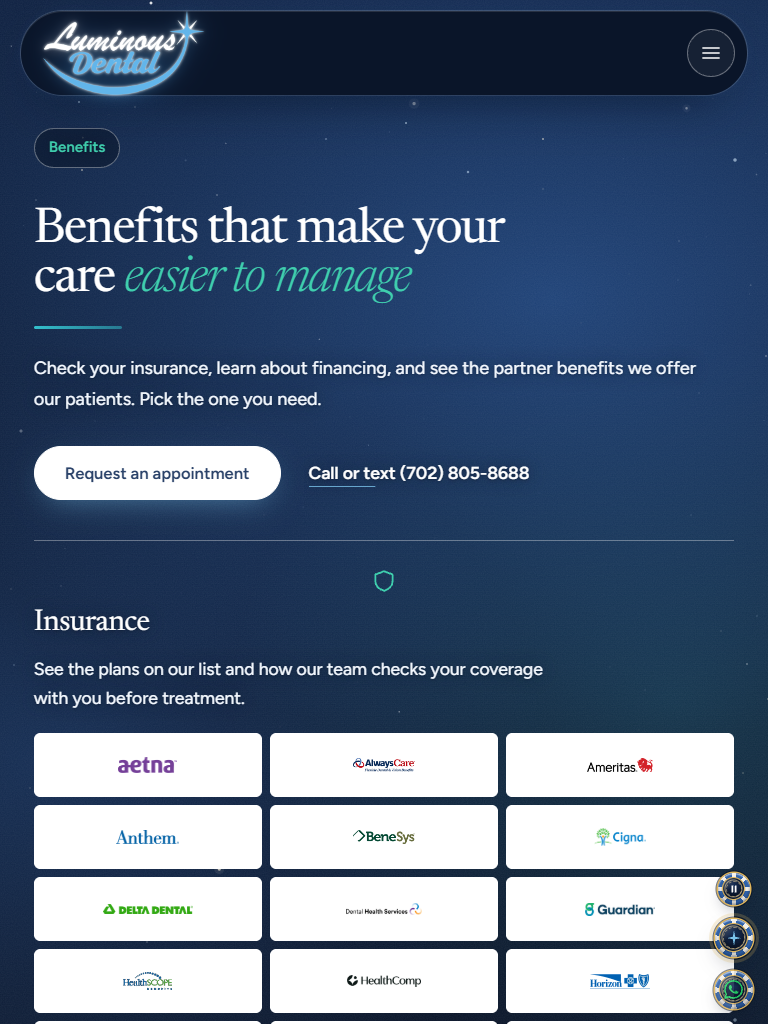 Luminous
Dental
Benefits
Benefits that make your
care easier to manage
Check your insurance, learn about financing, and see the partner benefits we offer
our patients. Pick the one you need.
Request an appointment
Call or text (702) 805-8688
Insurance
See the plans on our list and how our team checks your coverage
with you before treatment.
aetna
AlwaysCare
Ameritas
Anthem.
BeneSys
Cigna.
DELTA DENTAL
Dental Health Services
Guardian
HealthSCOPE
BENEFITS
HealthComp
Horizon